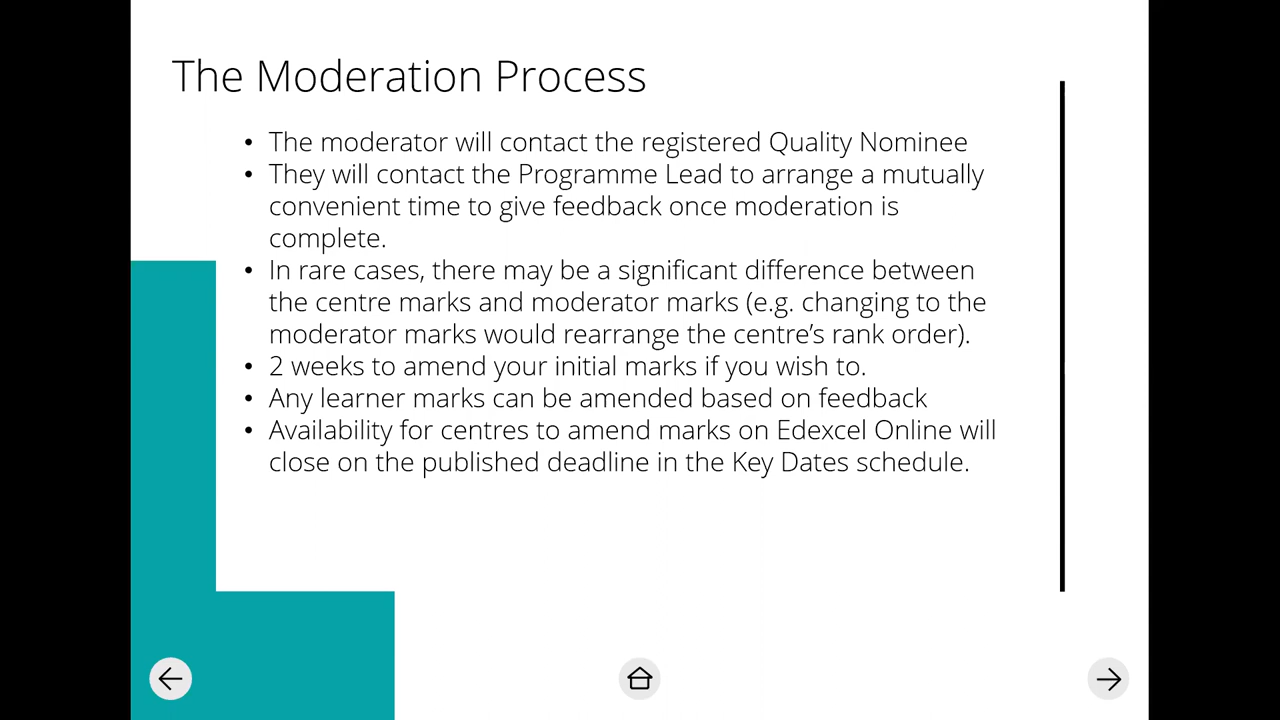 The Moderation Process
• The moderator will contact the registered Quality Nominee
• They will contact the Programme Lead to arrange a mutually
convenient time to give feedback once moderation is
complete.
• In rare cases, there may be a significant difference between
the centre marks and moderator marks (e.g. changing to the
moderator marks would rearrange the centre’s rank order).
• 2 weeks to amend your initial marks if you wish to.
• Any learner marks can be amended based on feedback
• Availability for centres to amend marks on Edexcel Online will
close on the published deadline in the Key Dates schedule.